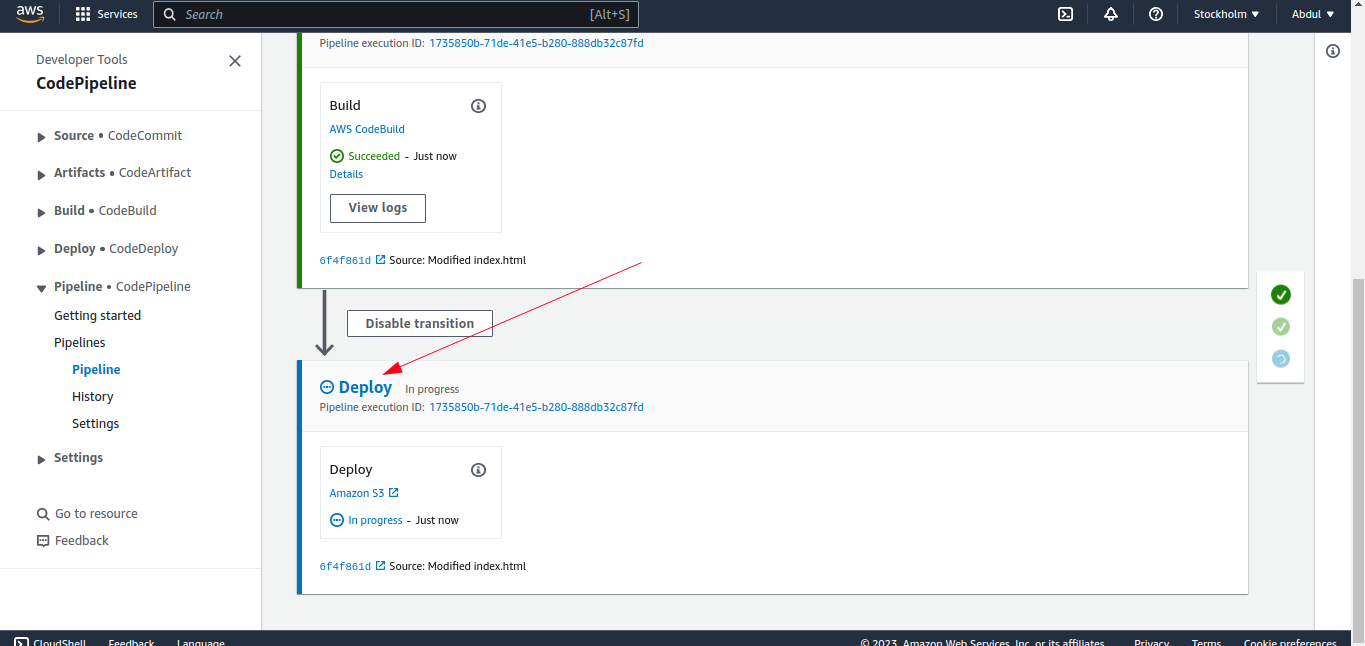 aws Services Search [Alt+S] Stockholm Abdul
Developer Tools
CodePipeline
Source • CodeCommit
Artifacts • CodeArtifact
Build • CodeBuild
Deploy • CodeDeploy
Pipeline • CodePipeline
Getting started
Pipelines
Pipeline
History
Settings
Settings
Go to resource
Feedback
Pipeline execution ID: 1735850b-71de-41e5-b280-888db32c87fd
Build
AWS CodeBuild
Succeeded - Just now
Details
View logs
6f4f861d Source: Modified index.html
Disable transition
Deploy In progress
Pipeline execution ID: 1735850b-71de-41e5-b280-888db32c87fd
Deploy
Amazon S3
In progress - Just now
6f4f861d Source: Modified index.html
CloudShell Feedback Language © 2023, Amazon Web Services, Inc. or its affiliates. Privacy Terms Cookie preferences